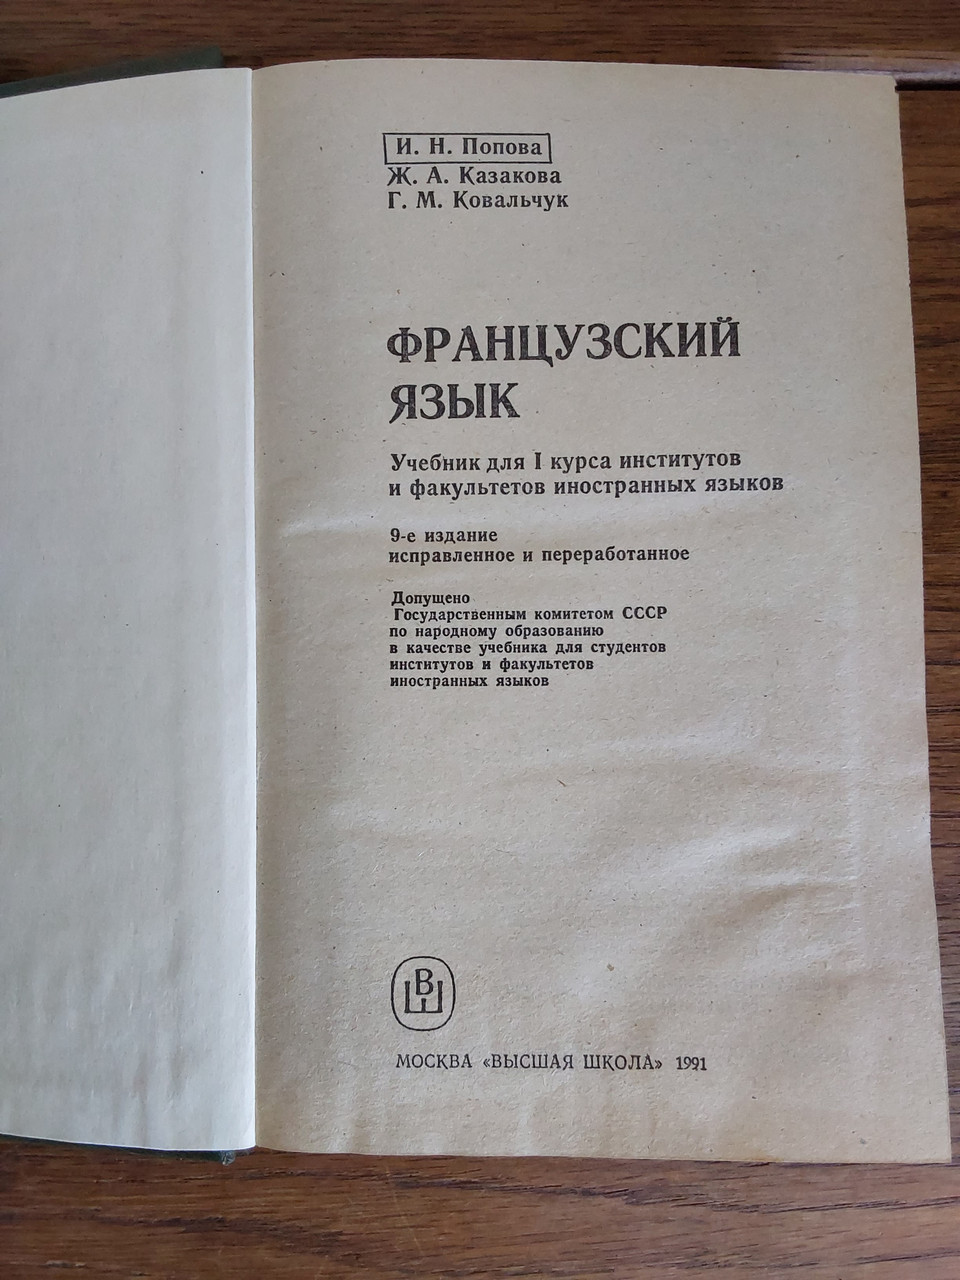 И. Н. Попова
Ж. А. Казакова
Г. М. Ковальчук
ФРАНЦУЗСКИЙ
ЯЗЫК
Учебник для I курса институтов
и факультетов иностранных языков
9-е издание
исправленное и переработанное
Допущено
Государственным комитетом СССР
по народному образованию
в качестве учебника для студентов
институтов и факультетов
иностранных языков
ВШ
МОСКВА «ВЫСШАЯ ШКОЛА» 1991